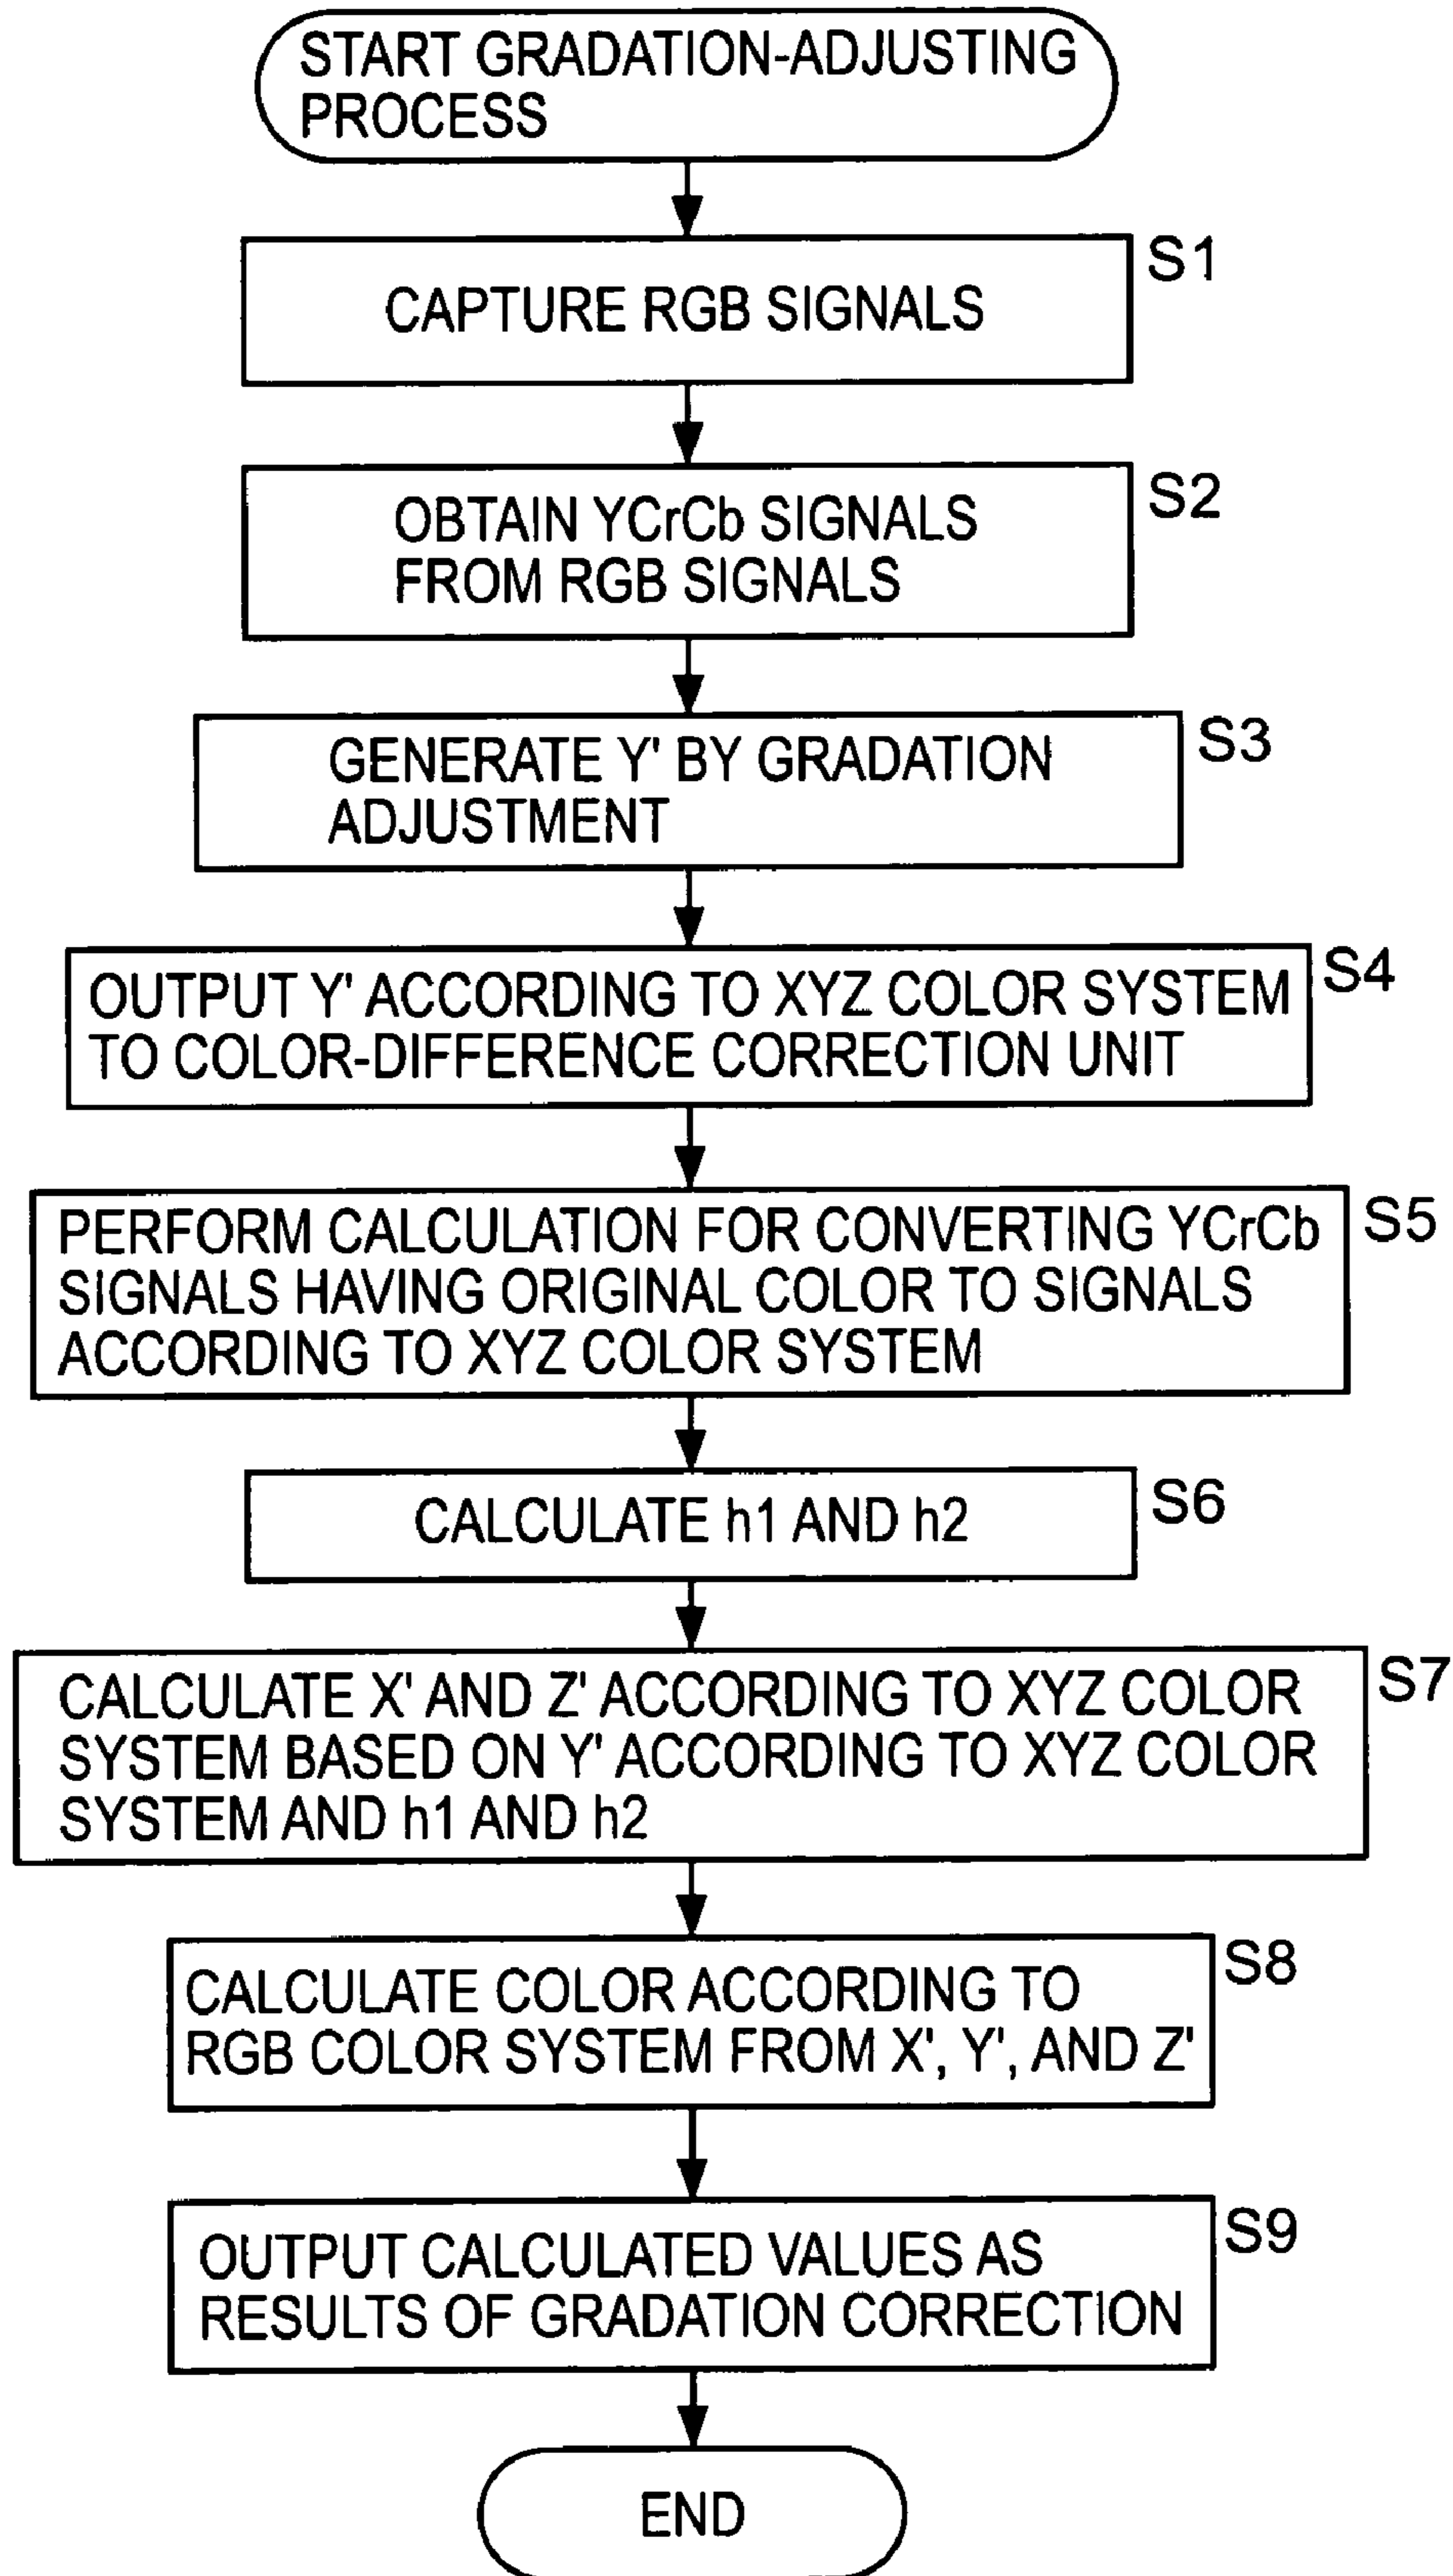 START GRADATION-ADJUSTING
PROCESS
S1
CAPTURE RGB SIGNALS
S2
OBTAIN YCrCb SIGNALS
FROM RGB SIGNALS
S3
GENERATE Y' BY GRADATION
ADJUSTMENT
S4
OUTPUT Y' ACCORDING TO XYZ COLOR SYSTEM
TO COLOR-DIFFERENCE CORRECTION UNIT
S5
PERFORM CALCULATION FOR CONVERTING YCrCb
SIGNALS HAVING ORIGINAL COLOR TO SIGNALS
ACCORDING TO XYZ COLOR SYSTEM
S6
CALCULATE h1 AND h2
S7
CALCULATE X' AND Z' ACCORDING TO XYZ COLOR
SYSTEM BASED ON Y' ACCORDING TO XYZ COLOR
SYSTEM AND h1 AND h2
S8
CALCULATE COLOR ACCORDING TO
RGB COLOR SYSTEM FROM X', Y', AND Z'
S9
OUTPUT CALCULATED VALUES AS
RESULTS OF GRADATION CORRECTION
END